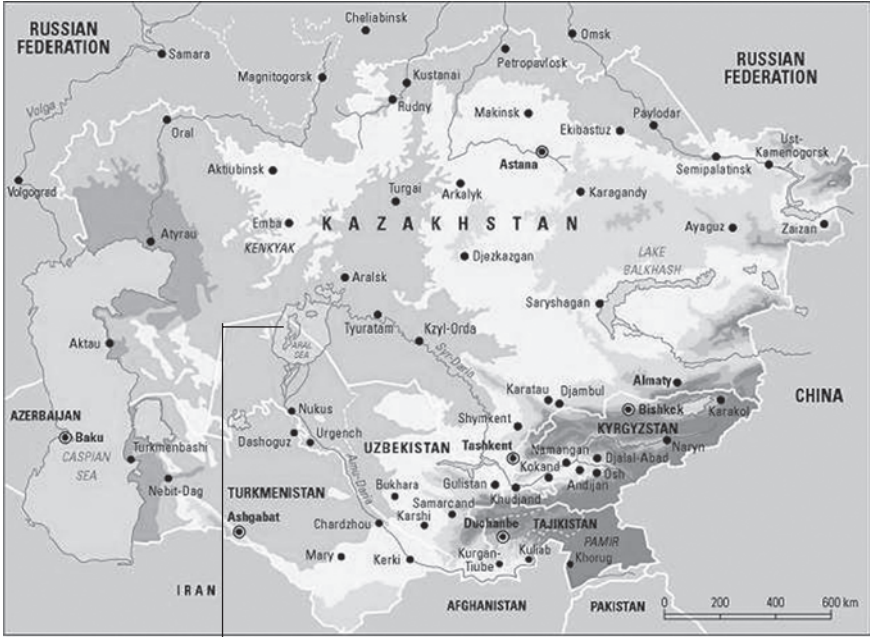 Cheliabinsk
RUSSIAN
FEDERATION
Omsk
Samara
Petropavlosk
RUSSIAN
FEDERATION
Magnitogorsk
Kustanai
Rudny
Volga
Makinsk
Pavlodar
Oral
Ekibastuz
Ust-
Kamenogorsk
Astana
Semipalatinsk
Aktiubinsk
Volgograd
Turgai
Arkalyk
Karagandy
Emba
KAZAKHSTAN
Ayaguz
Zaizan
Atyrau
KENKYAK
LAKE
BALKHASH
Djezkazgan
Aralsk
Saryshagan
Tyuratam
Kzyl-Orda
ARAL
SEA
Aktau
Syr-Daria
Almaty
Karatau
Djambul
CHINA
AZERBAIJAN
Nukus
Bishkek
Karakol
Shymkent
KYRGYZSTAN
Baku
Dashoguz
Urgench
UZBEKISTAN
Tashkent
Namangan
Naryn
CASPIAN
SEA
Turkmenbashi
Djalal-Abad
Kokand
Osh
Andijan
Nebit-Dag
Amu-Daria
Bukhara
Gulistan
Khudjand
TURKMENISTAN
Samarcand
Ashgabat
Chardzhou
Karshi
Duchanbe
TAJIKISTAN
PAMIR
Mary
Kerki
Kurgan-
Tiube
Kuliab
Khorug
IRAN
AFGHANISTAN
PAKISTAN
0 200 400 600 km